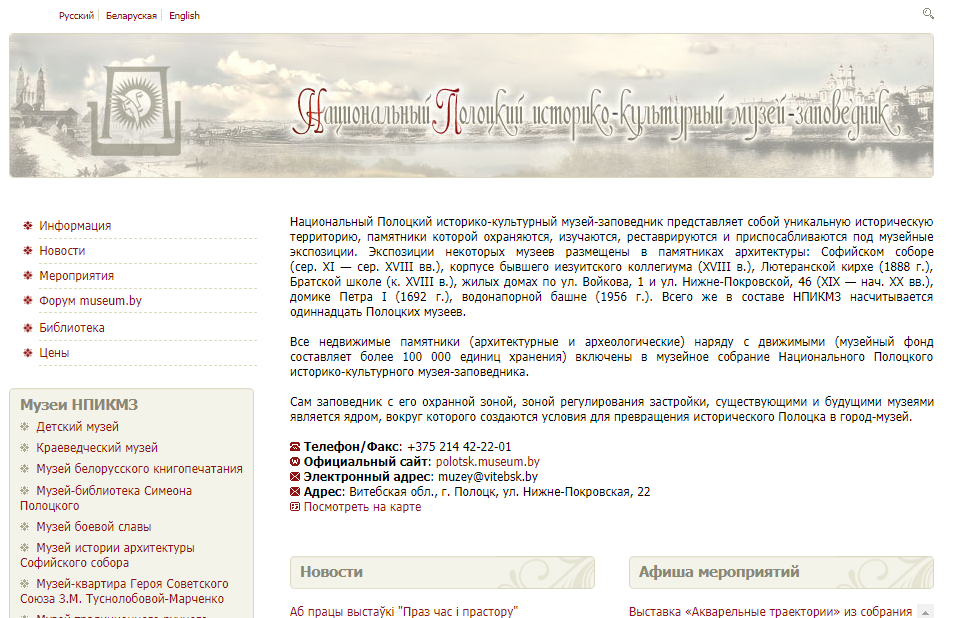 Русский Беларуская English
Национальный Полоцкий историко-культурный музей-заповедник
Информация
Новости
Мероприятия
Форум museum.by
Библиотека
Цены
Музеи НПИКМЗ
Детский музей
Краеведческий музей
Музей белорусского книгопечатания
Музей-библиотека Симеона
Полоцкого
Музей боевой славы
Музей истории архитектуры
Софийского собора
Музей-квартира Героя Советского
Союза З.М. Туснолобовой-Марченко
Национальный Полоцкий историко-культурный музей-заповедник представляет собой уникальную историческую
территорию, памятники которой охраняются, изучаются, реставрируются и приспосабливаются под музейные
экспозиции. Экспозиции некоторых музеев размещены в памятниках архитектуры: Софийском соборе
(сер. XI — сер. XVIII вв.), корпусе бывшего иезуитского коллегиума (XVIII в.), Лютеранской кирхе (1888 г.),
Братской школе (к. XVIII в.), жилых домах по ул. Войкова, 1 и ул. Нижне-Покровской, 46 (XIX — нач. XX вв.),
домике Петра I (1692 г.), водонапорной башне (1956 г.). Всего же в составе НПИКМЗ насчитывается
одиннадцать Полоцких музеев.
Все недвижимые памятники (архитектурные и археологические) наряду с движимыми (музейный фонд
составляет более 100 000 единиц хранения) включены в музейное собрание Национального Полоцкого
историко-культурного музея-заповедника.
Сам заповедник с его охранной зоной, зоной регулирования застройки, существующими и будущими музеями
является ядром, вокруг которого создаются условия для превращения исторического Полоцка в город-музей.
Телефон/Факс: +375 214 42-22-01
Официальный сайт: polotsk.museum.by
Электронный адрес: muzey@vitebsk.by
Адрес: Витебская обл., г. Полоцк, ул. Нижне-Покровская, 22
Посмотреть на карте
Новости
Аб працы выстаўкі "Праз час і прастору"
Афиша мероприятий
Выставка «Акварельные траектории» из собрания